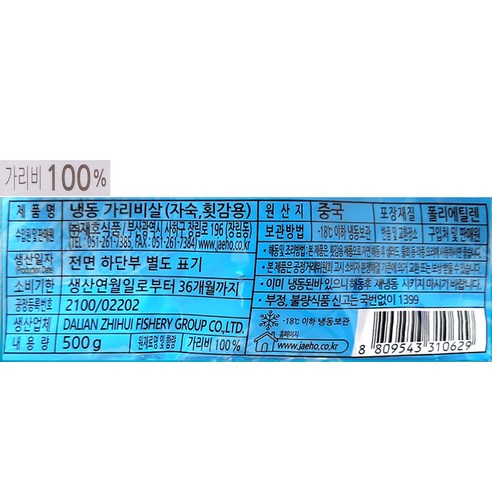 가리비 100%
제 품 명 냉동 가리비살(자숙,횟감용)
수입원 및 판매원 ㈜재호식품 / 부산광역시 사하구 장림로 196 (장림동)
TEL : 051-261-7385, FAX : 051-261-7384 www.jaeho.co.kr
생산일자 (Production Date) 전면 하단부 별도 표기
소비기한 생산연월일로부터 36개월까지
공장등록번호 2100/02202
생산업체 DALIAN ZHIHUI FISHERY GROUP CO.,LTD.
내 용 량 500g 원재료명 및 함량 가리비 100%
원 산 지 중국 포장재질 폴리에틸렌
보관방법 -18℃ 이하 냉동보관 반품 및 교환장소 구입처 및 판매원
• 이미 냉동된바 있으니 해동후 재냉동 시키지 마시기 바랍니다.
• 부정, 불량식품 신고는 국번없이 1399
-18℃ 이하 냉동보관
홈페이지
www.jaeho.co.kr
8 809543 310629